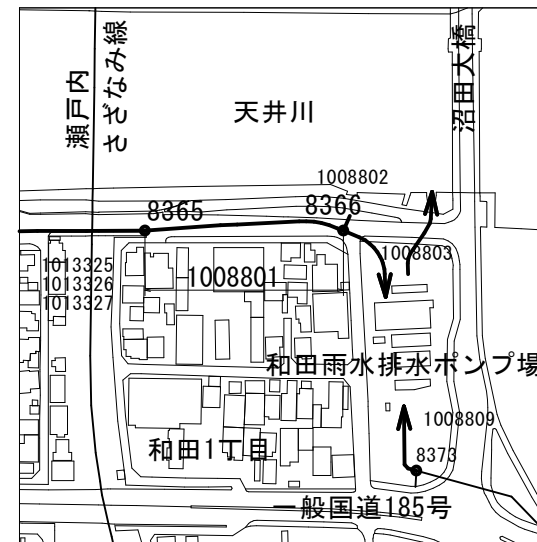 瀬戸内
さざなみ線
天井川
沼田大橋
1008802
8365
8366
1008803
1013325
1013326
1013327
1008801
和田雨水排水ポンプ場
1008809
和田1丁目
8373
一般国道185号